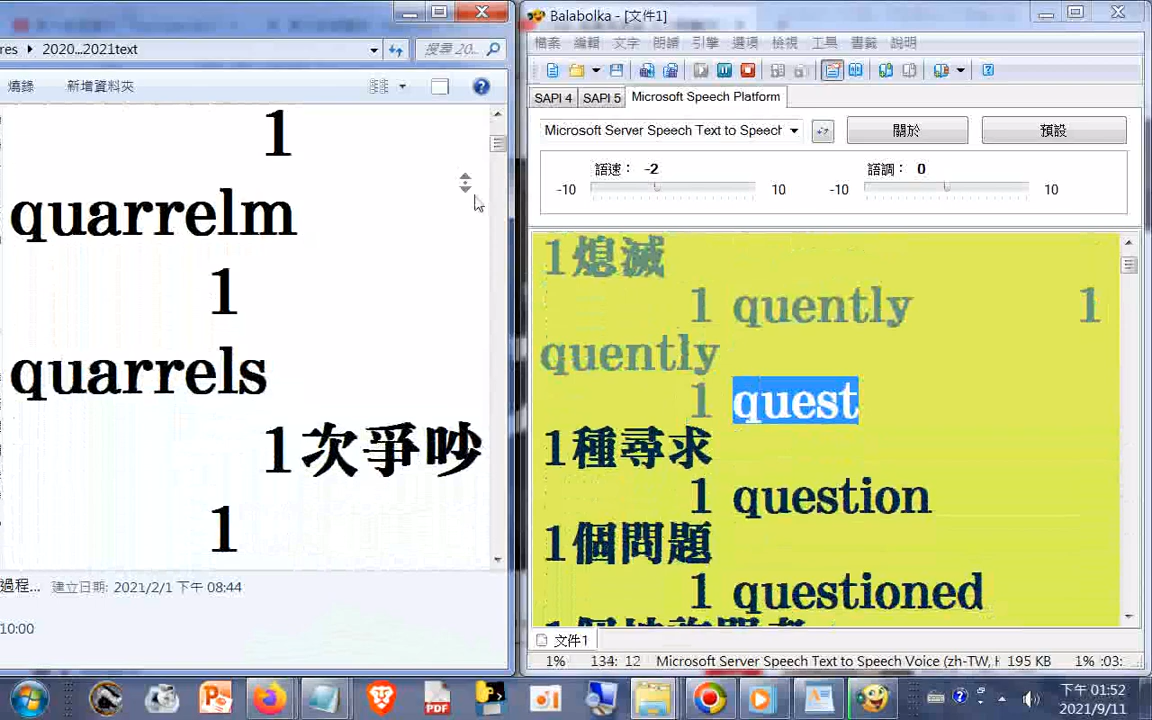 res ▸ 2020...2021text
搜尋 20...
燒錄 新增資料夾
1
quarrelm
1
quarrels
1次爭吵
1
過程... 建立日期: 2021/2/1 下午 08:44
10:00
Balabolka - [文件1]
檔案 編輯 文字 朗誦 引擎 選項 檢視 工具 書籤 說明
SAPI 4 SAPI 5 Microsoft Speech Platform
Microsoft Server Speech Text to Speech 關於 預設
語速： -2 語調： 0
-10 10 -10 10
1熄滅
1 quently 1
quently
1 quest
1種尋求
1 question
1個問題
1 questioned
文件1
1% 134: 12 Microsoft Server Speech Text to Speech Voice (zh-TW, H 195 KB 1% :03:
下午 01:52
2021/9/11